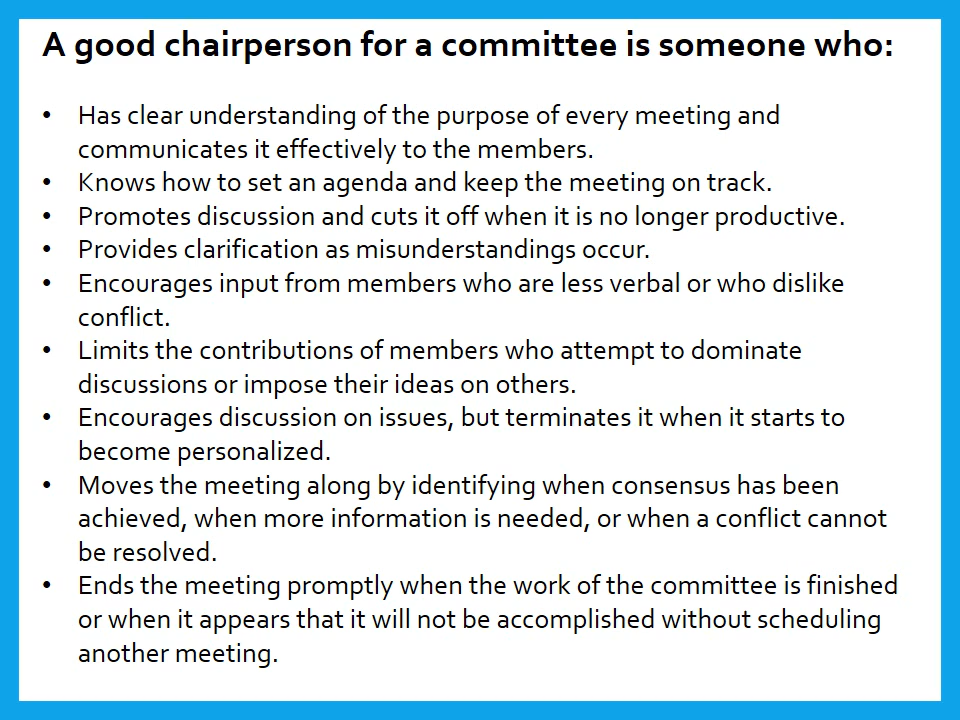 A good chairperson for a committee is someone who:
• Has clear understanding of the purpose of every meeting and
communicates it effectively to the members.
• Knows how to set an agenda and keep the meeting on track.
• Promotes discussion and cuts it off when it is no longer productive.
• Provides clarification as misunderstandings occur.
• Encourages input from members who are less verbal or who dislike
conflict.
• Limits the contributions of members who attempt to dominate
discussions or impose their ideas on others.
• Encourages discussion on issues, but terminates it when it starts to
become personalized.
• Moves the meeting along by identifying when consensus has been
achieved, when more information is needed, or when a conflict cannot
be resolved.
• Ends the meeting promptly when the work of the committee is finished
or when it appears that it will not be accomplished without scheduling
another meeting.